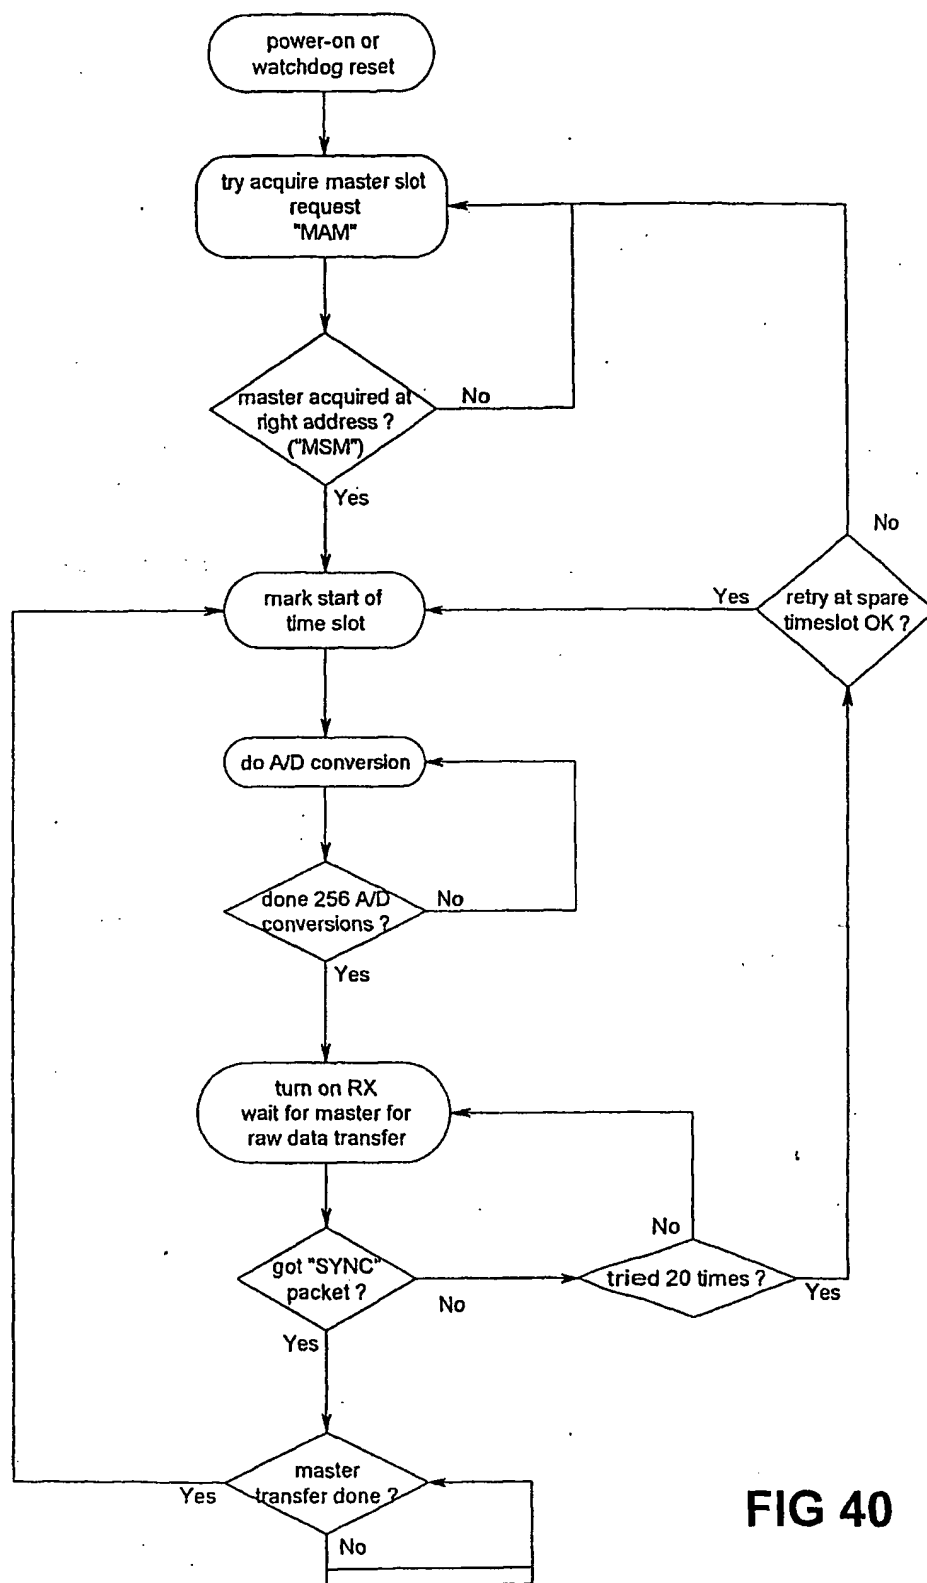 power-on or
watchdog reset
try acquire master slot
request
"MAM"
master acquired at
right address ?
("MSM")
No
Yes
No
mark start of
time slot
Yes
retry at spare
timeslot OK ?
do A/D conversion
done 256 A/D
conversions ?
No
Yes
turn on RX
wait for master for
raw data transfer
No
got "SYNC"
packet ?
No
tried 20 times ?
Yes
Yes
master
transfer done ?
Yes
No
FIG 40